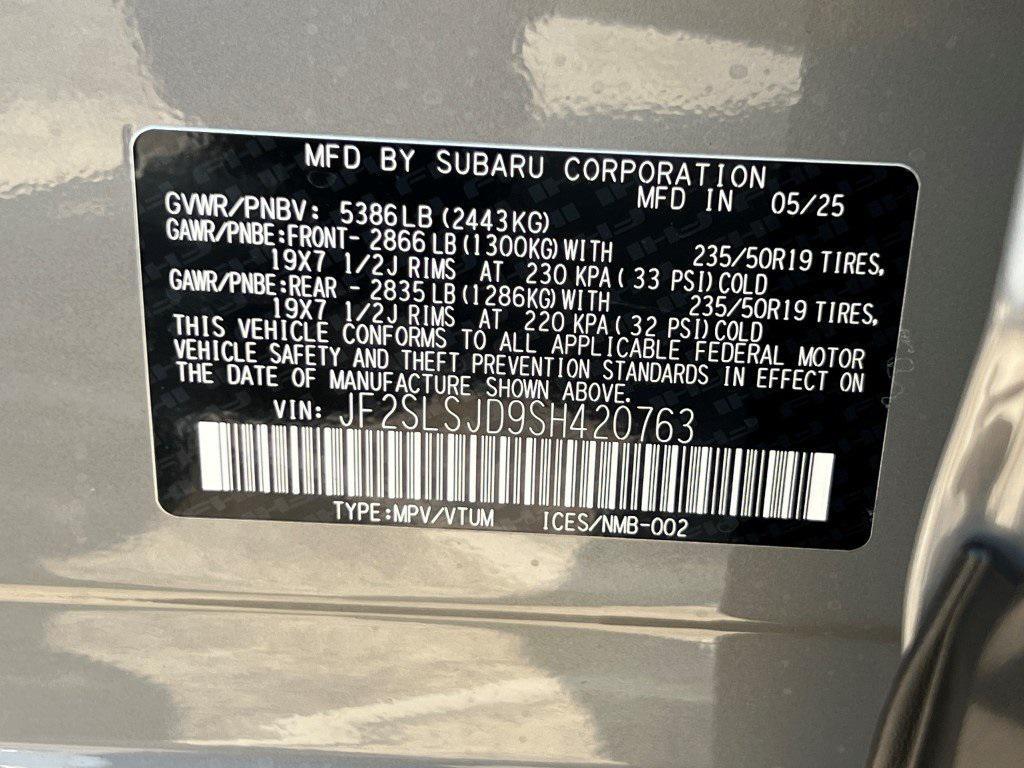 MFD BY SUBARU CORPORATION
MFD IN 05/25
GVWR/PNBV: 5386LB(2443KG)
GAWR/PNBE:FRONT- 2866LB(1300KG)WITH 235/50R19 TIRES,
19X7 1/2J RIMS AT 230 KPA(33 PSI)COLD
GAWR/PNBE:REAR - 2835LB(1286KG)WITH 235/50R19 TIRES,
19X7 1/2J RIMS AT 220 KPA(32 PSI)COLD
THIS VEHICLE CONFORMS TO ALL APPLICABLE FEDERAL MOTOR
VEHICLE SAFETY AND THEFT PREVENTION STANDARDS IN EFFECT ON
THE DATE OF MANUFACTURE SHOWN ABOVE.
VIN: JF2SLSJD9SH420763
TYPE:MPV/VTUM ICES/NMB-002